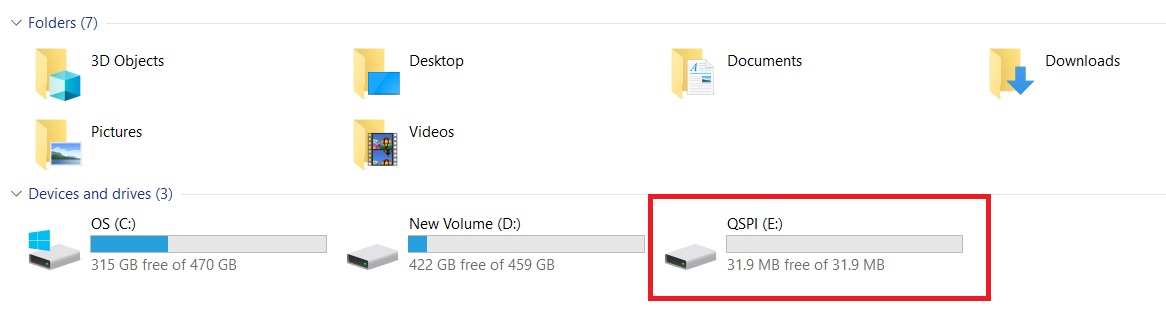 Folders (7)
3D Objects
Desktop
Documents
Downloads
Pictures
Videos
Devices and drives (3)
OS (C:)
315 GB free of 470 GB
New Volume (D:)
422 GB free of 459 GB
QSPI (E:)
31.9 MB free of 31.9 MB